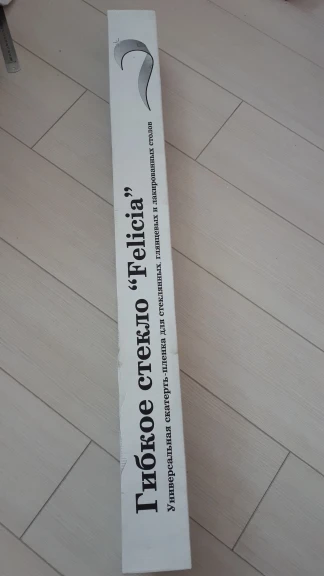 Гибкое стекло “Felicia”
Универсальная скатерть-пленка для стеклянных, глянцевых и лакированных столов